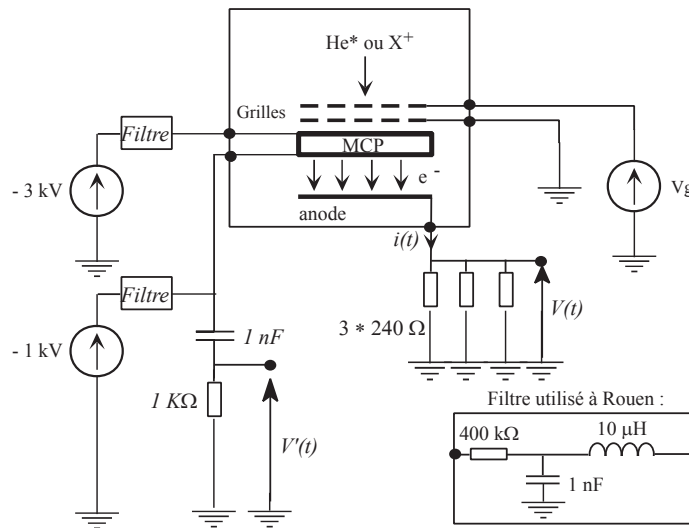 He* ou X+
Grilles
Filtre
MCP
e -
- 3 kV
Vg
anode
i(t)
Filtre
V(t)
3 * 240 Ω
- 1 kV
1 nF
Filtre utilisé à Rouen :
1 KΩ
10 µH
400 kΩ
V'(t)
1 nF